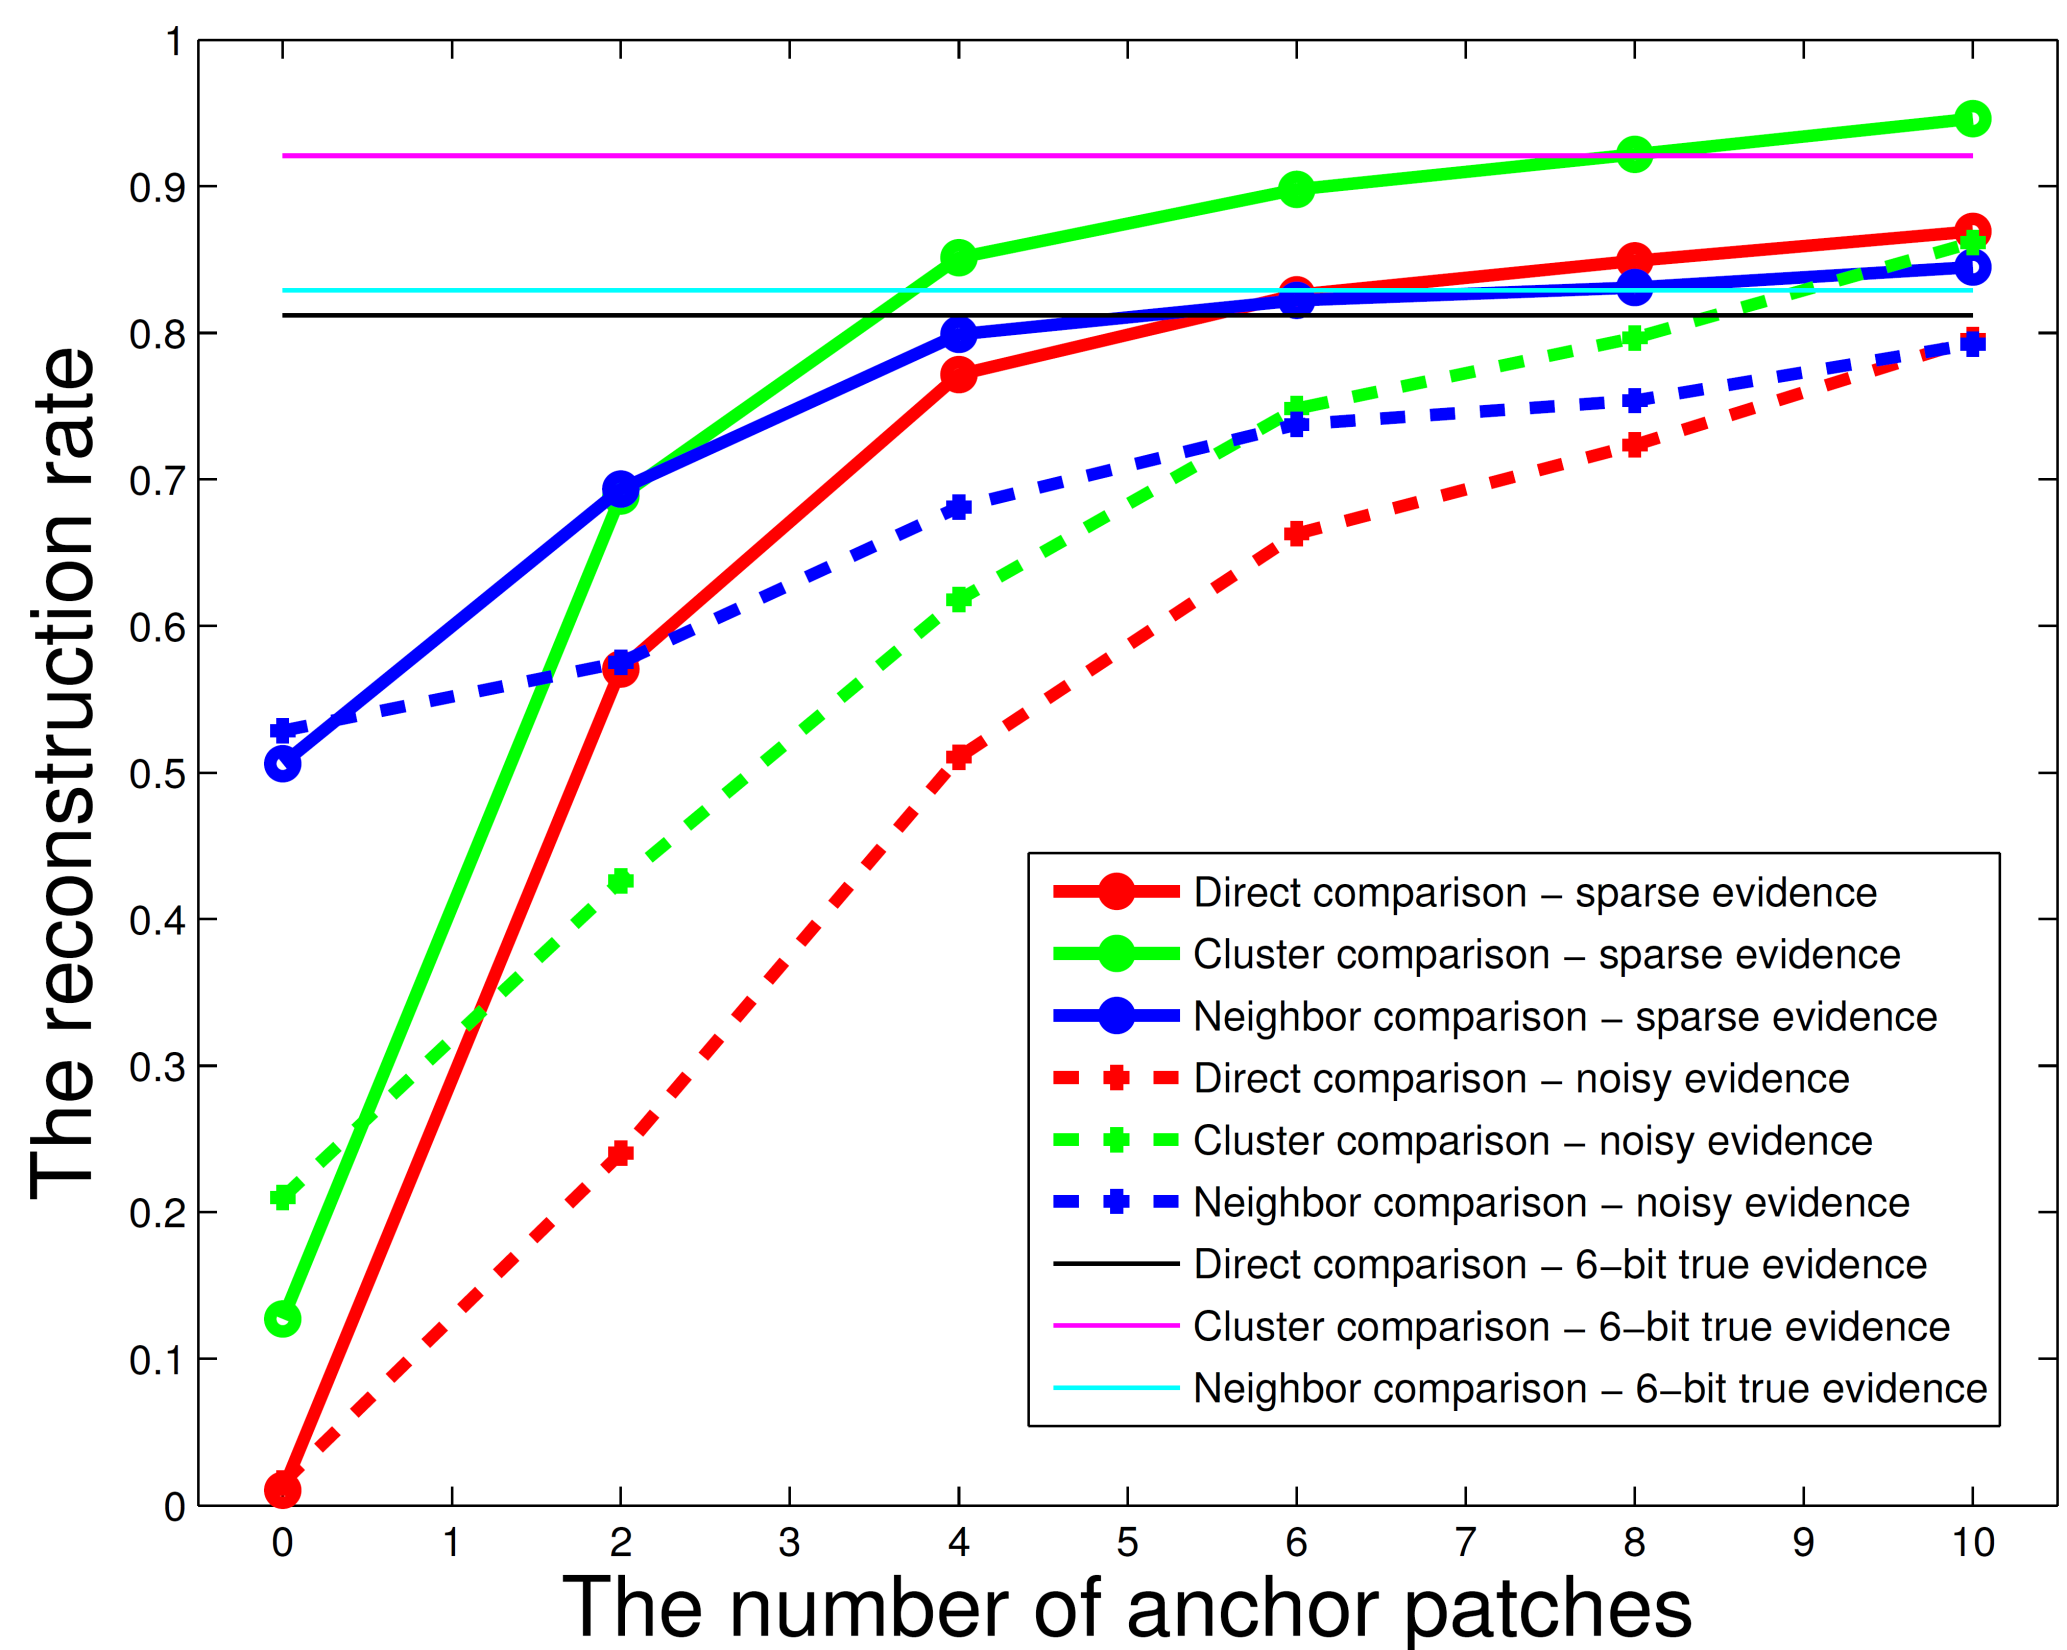 The reconstruction rate
1
0.9
0.8
0.7
0.6
0.5
0.4
0.3
0.2
0.1
0
Direct comparison – sparse evidence
Cluster comparison – sparse evidence
Neighbor comparison – sparse evidence
Direct comparison – noisy evidence
Cluster comparison – noisy evidence
Neighbor comparison – noisy evidence
Direct comparison – 6–bit true evidence
Cluster comparison – 6–bit true evidence
Neighbor comparison – 6–bit true evidence
0 1 2 3 4 5 6 7 8 9 10
The number of anchor patches